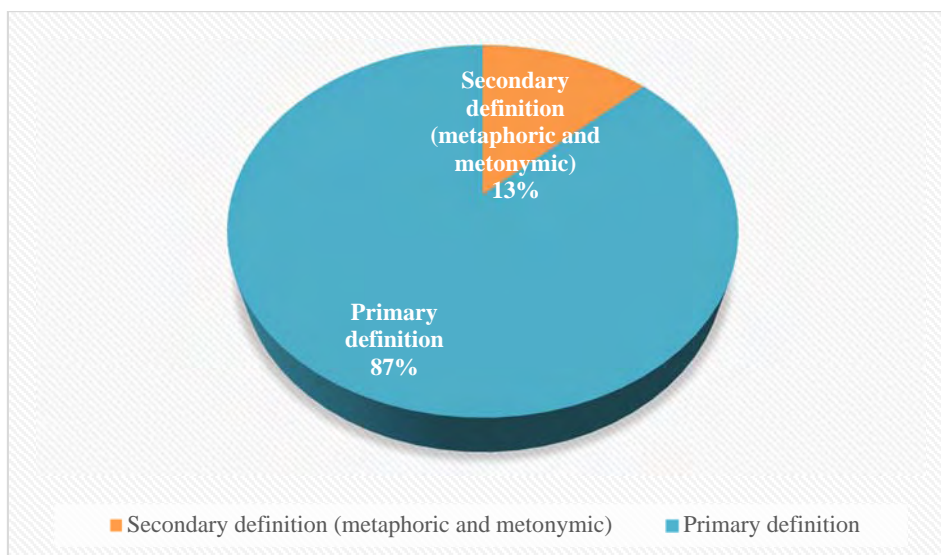 Secondary
definition
(metaphoric and
metonymic)
13%
Primary
definition
87%
Secondary definition (metaphoric and metonymic)
Primary definition